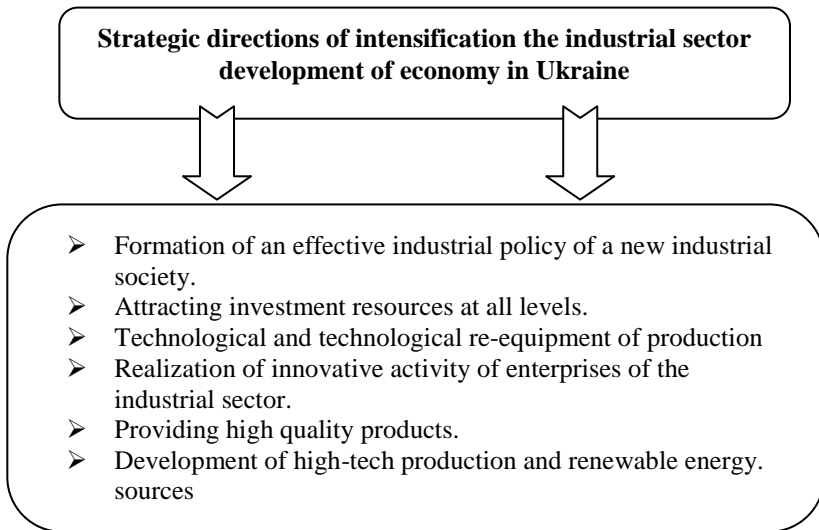 Strategic directions of intensification the industrial sector
development of economy in Ukraine
➢ Formation of an effective industrial policy of a new industrial
society.
➢ Attracting investment resources at all levels.
➢ Technological and technological re-equipment of production
➢ Realization of innovative activity of enterprises of the
industrial sector.
➢ Providing high quality products.
➢ Development of high-tech production and renewable energy.
sources